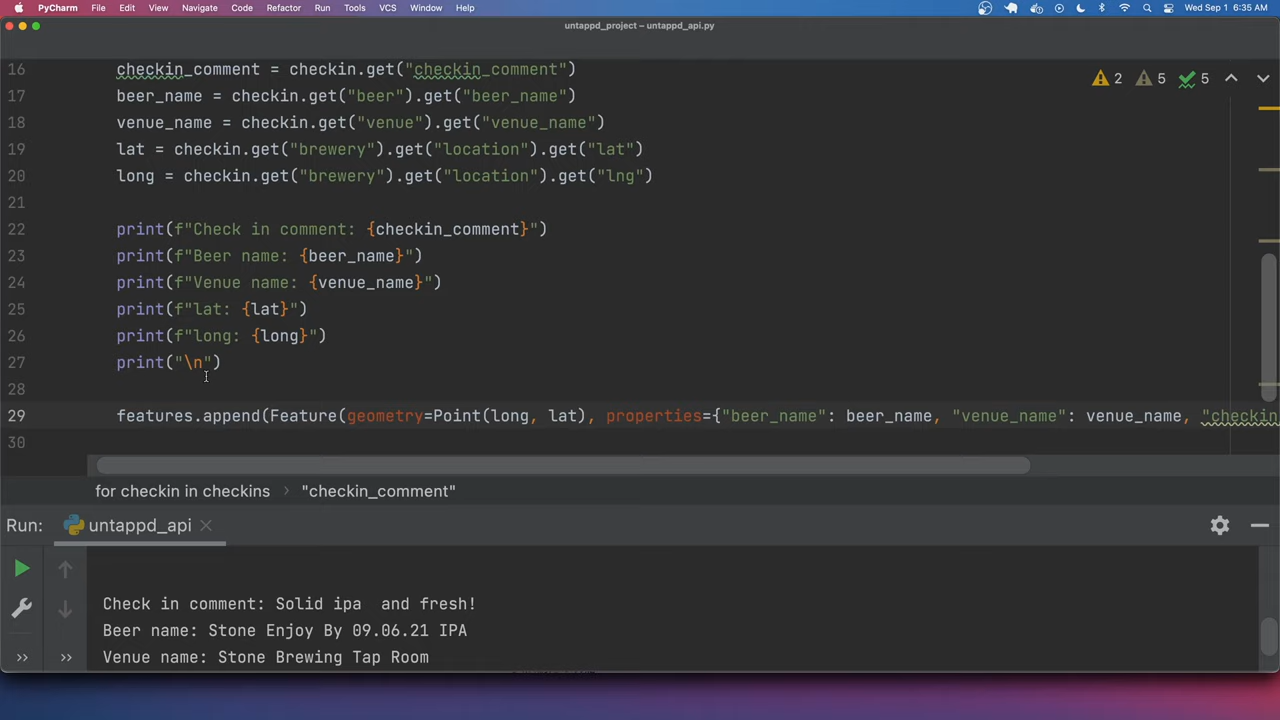 PyCharm File Edit View Navigate Code Refactor Run Tools VCS Window Help Wed Sep 1 6:35 AM
untappd_project – untappd_api.py
16 checkin_comment = checkin.get("checkin_comment") 2 5 5
17 beer_name = checkin.get("beer").get("beer_name")
18 venue_name = checkin.get("venue").get("venue_name")
19 lat = checkin.get("brewery").get("location").get("lat")
20 long = checkin.get("brewery").get("location").get("lng")
21
22 print(f"Check in comment: {checkin_comment}")
23 print(f"Beer name: {beer_name}")
24 print(f"Venue name: {venue_name}")
25 print(f"lat: {lat}")
26 print(f"long: {long}")
27 print("\n")
28
29 features.append(Feature(geometry=Point(long, lat), properties={"beer_name": beer_name, "venue_name": venue_name, "checkin
30
for checkin in checkins › "checkin_comment"
Run: untappd_api
Check in comment: Solid ipa  and fresh!
Beer name: Stone Enjoy By 09.06.21 IPA
Venue name: Stone Brewing Tap Room